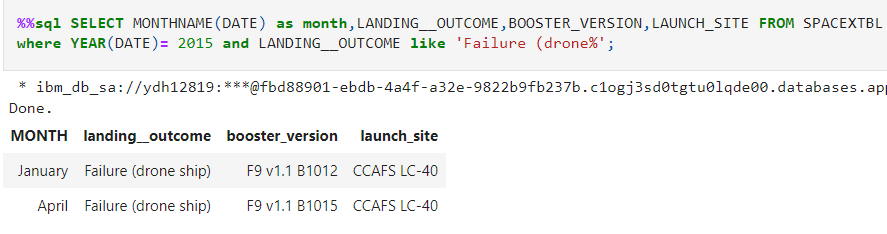 %%sql SELECT MONTHNAME(DATE) as month,LANDING__OUTCOME,BOOSTER_VERSION,LAUNCH_SITE FROM SPACEXTBL
where YEAR(DATE)= 2015 and LANDING__OUTCOME like 'Failure (drone%';
* ibm_db_sa://ydh12819:***@fbd88901-ebdb-4a4f-a32e-9822b9fb237b.c1ogj3sd0tgtu0lqde00.databases.app
Done.
MONTH landing__outcome booster_version launch_site
January Failure (drone ship) F9 v1.1 B1012 CCAFS LC-40
April Failure (drone ship) F9 v1.1 B1015 CCAFS LC-40